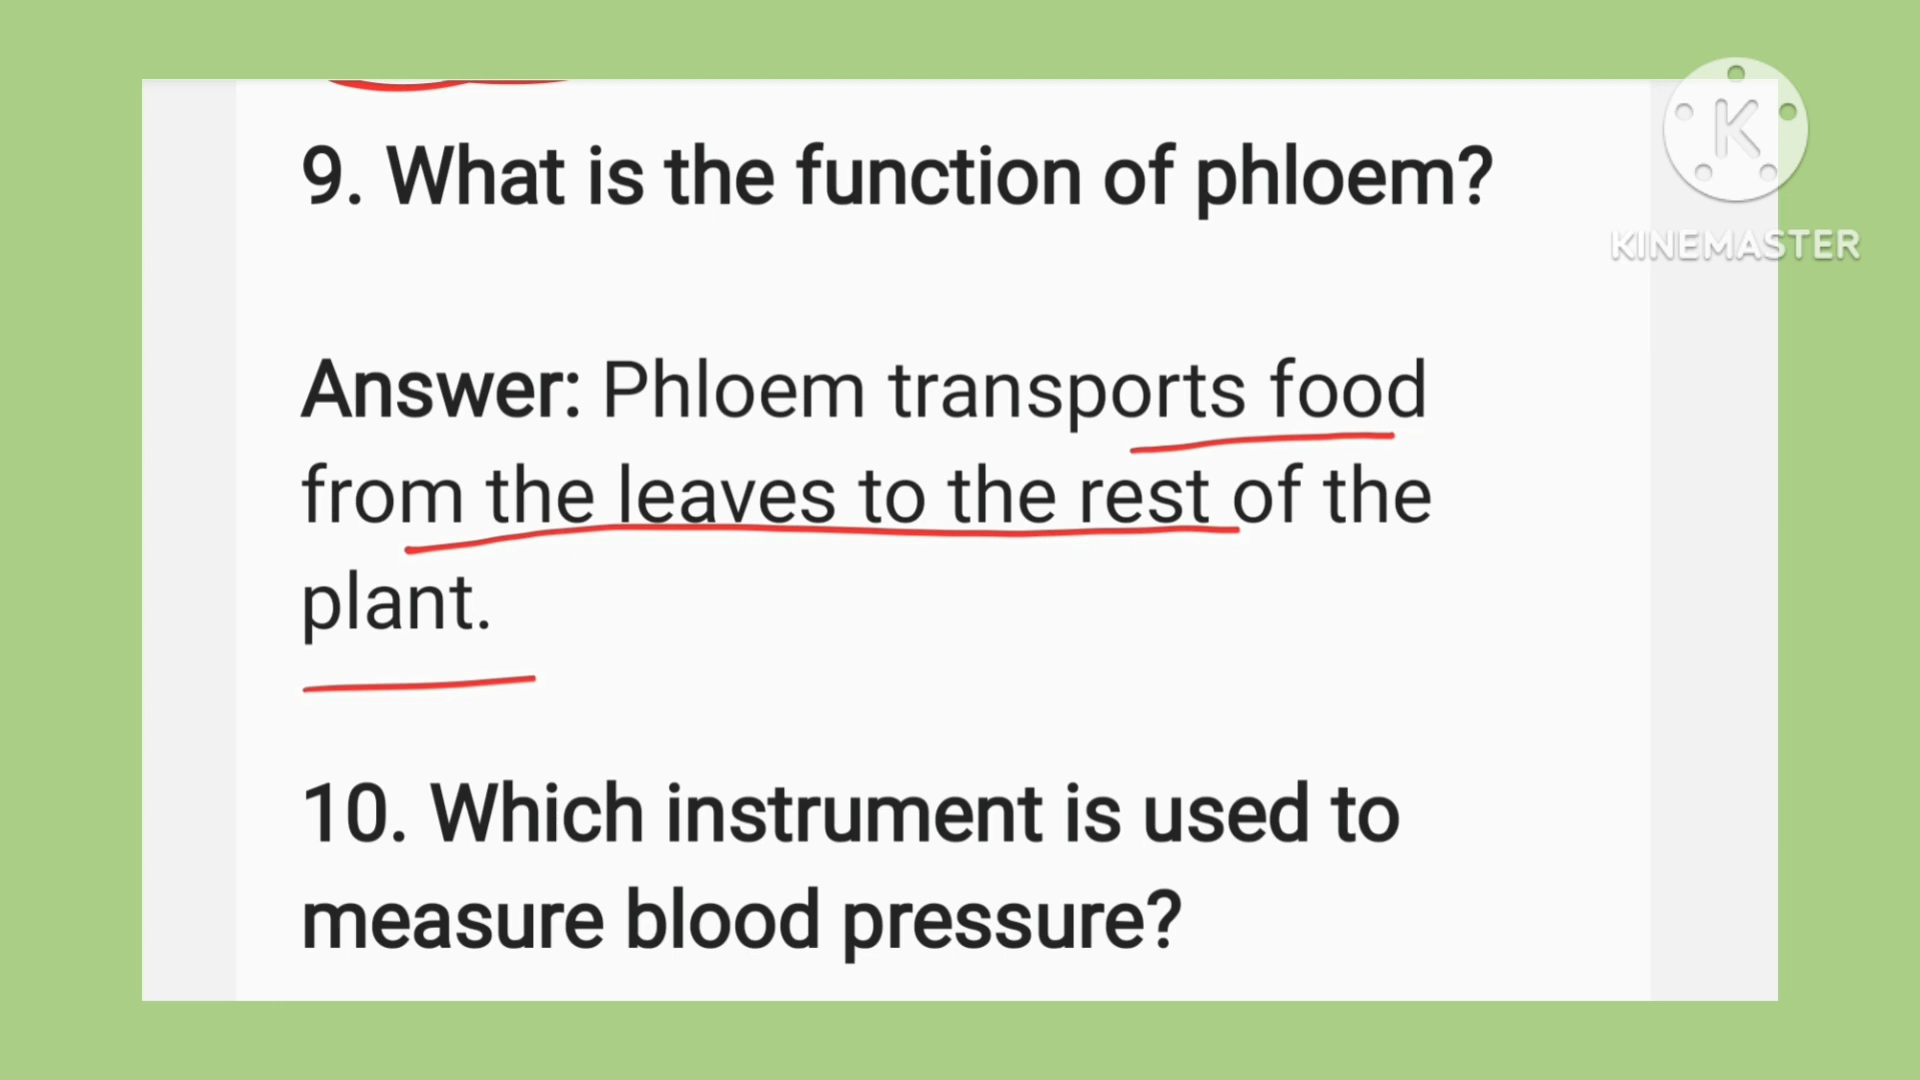 9. What is the function of phloem?
K
KINEMASTER
Answer: Phloem transports food
from the leaves to the rest of the
plant.
10. Which instrument is used to
measure blood pressure?